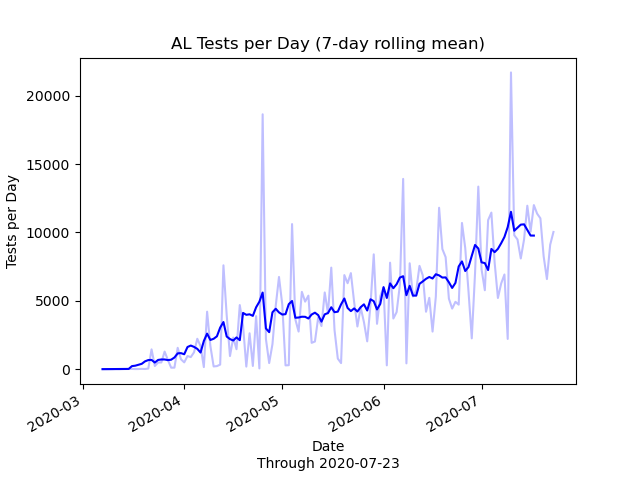 AL Tests per Day (7-day rolling mean)
Tests per Day
20000
15000
10000
5000
0
2020-03
2020-04
2020-05
2020-06
2020-07
Date
Through 2020-07-23